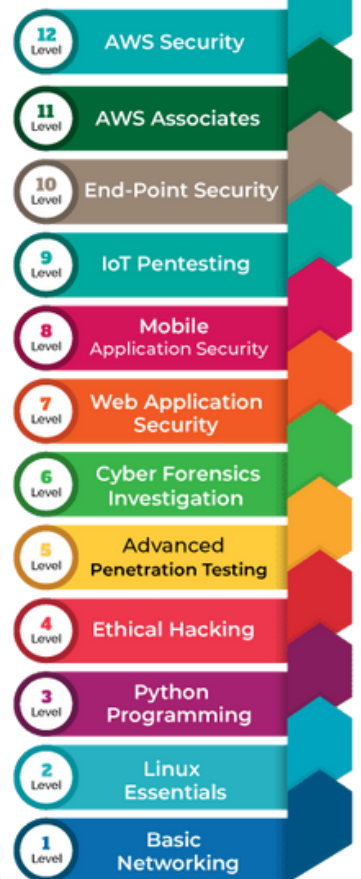 12
Level
AWS Security
11
Level
AWS Associates
10
Level
End-Point Security
9
Level
IoT Pentesting
8
Level
Mobile
Application Security
7
Level
Web Application
Security
6
Level
Cyber Forensics
Investigation
5
Level
Advanced
Penetration Testing
4
Level
Ethical Hacking
3
Level
Python
Programming
2
Level
Linux
Essentials
1
Level
Basic
Networking